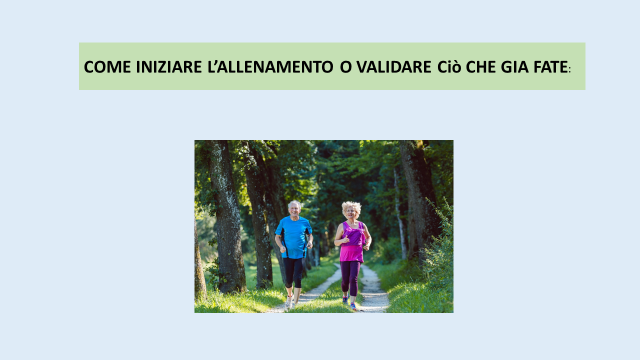 COME INIZIARE L’ALLENAMENTO O VALIDARE Ciò CHE GIA FATE: